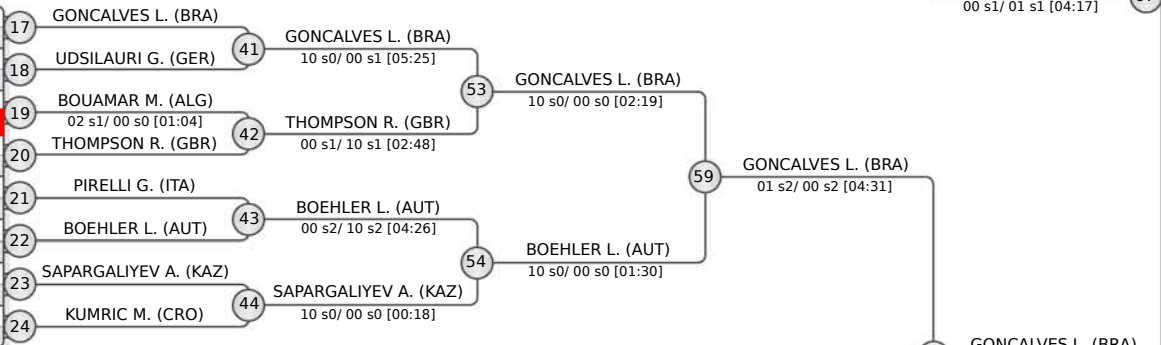 00 s1/ 01 s1 [04:17]
17
GONCALVES L. (BRA)
18
UDSILAURI G. (GER)
41
GONCALVES L. (BRA)
10 s0/ 00 s1 [05:25]
19
BOUAMAR M. (ALG)
02 s1/ 00 s0 [01:04]
20
THOMPSON R. (GBR)
42
THOMPSON R. (GBR)
00 s1/ 10 s1 [02:48]
53
GONCALVES L. (BRA)
10 s0/ 00 s0 [02:19]
21
PIRELLI G. (ITA)
22
BOEHLER L. (AUT)
43
BOEHLER L. (AUT)
00 s2/ 10 s2 [04:26]
23
SAPARGALIYEV A. (KAZ)
24
KUMRIC M. (CRO)
44
SAPARGALIYEV A. (KAZ)
10 s0/ 00 s0 [00:18]
54
BOEHLER L. (AUT)
10 s0/ 00 s0 [01:30]
59
GONCALVES L. (BRA)
01 s2/ 00 s2 [04:31]
GONCALVES L. (BRA)